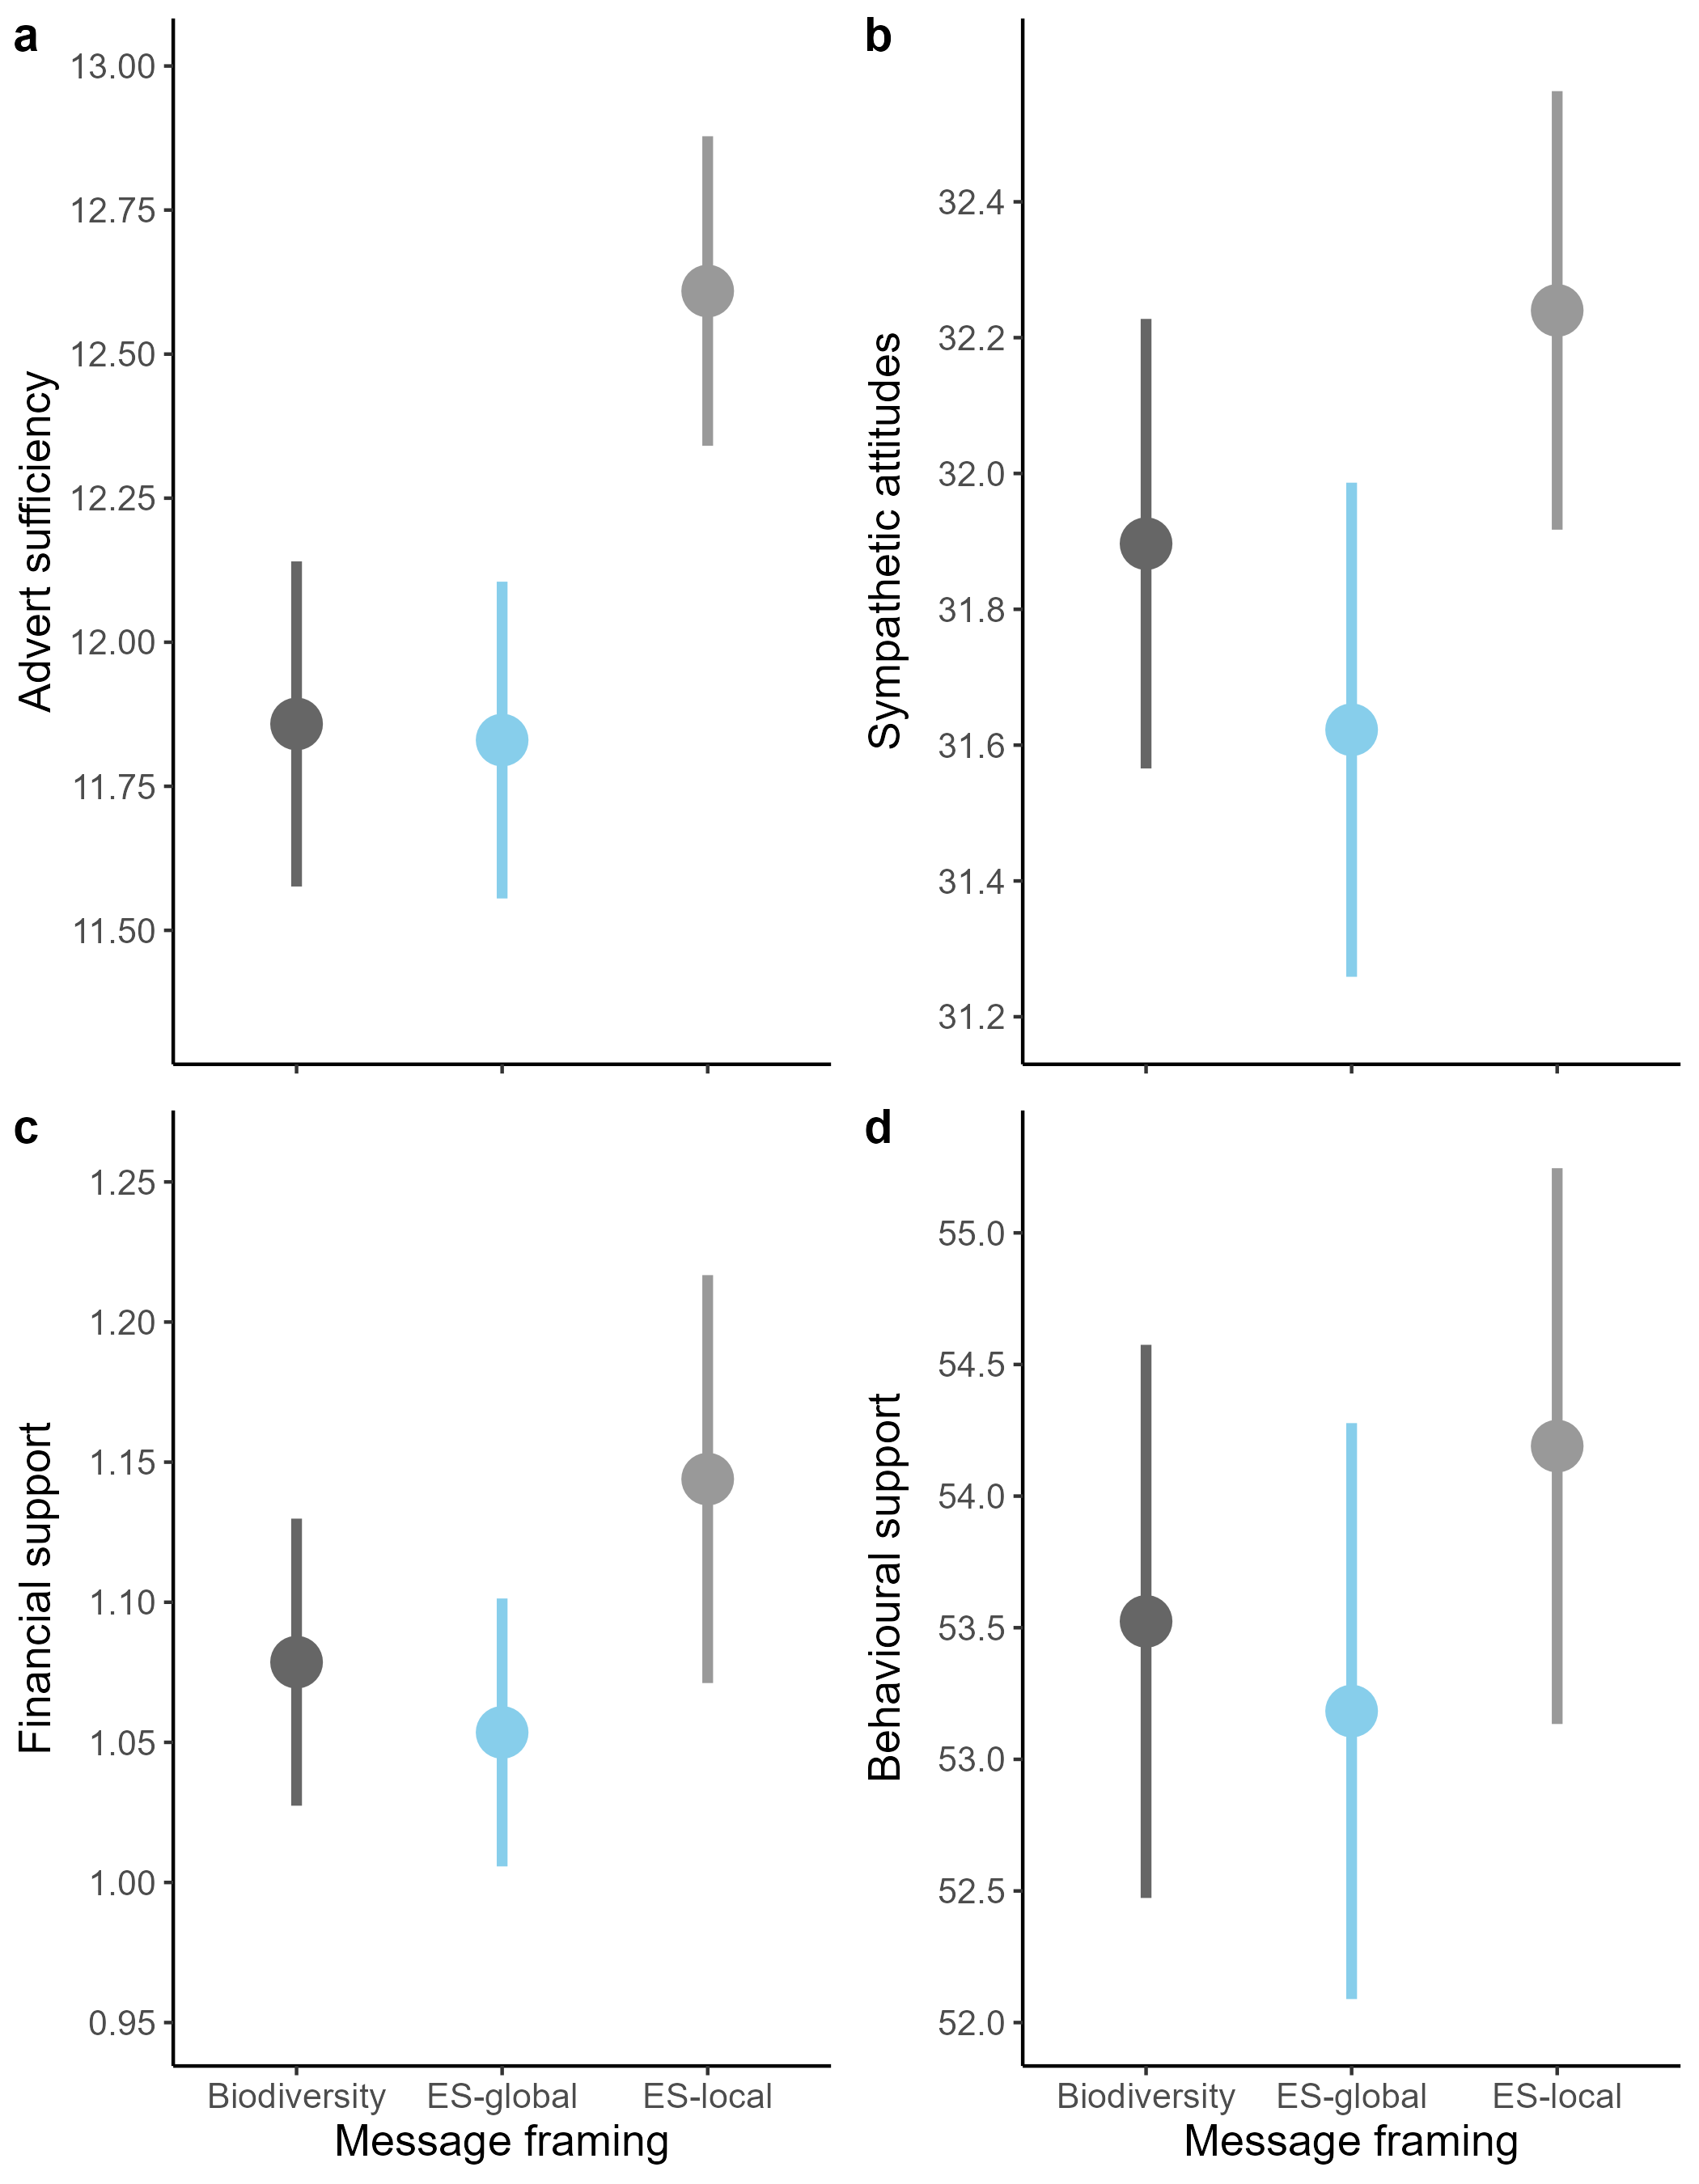 a
13.00
12.75
12.50
12.25
12.00
11.75
11.50
Advert sufficiency
b
32.4
32.2
32.0
31.8
31.6
31.4
31.2
Sympathetic attitudes
c
1.25
1.20
1.15
1.10
1.05
1.00
0.95
Financial support
Biodiversity ES-global ES-local
Message framing
d
55.0
54.5
54.0
53.5
53.0
52.5
52.0
Behavioural support
Biodiversity ES-global ES-local
Message framing